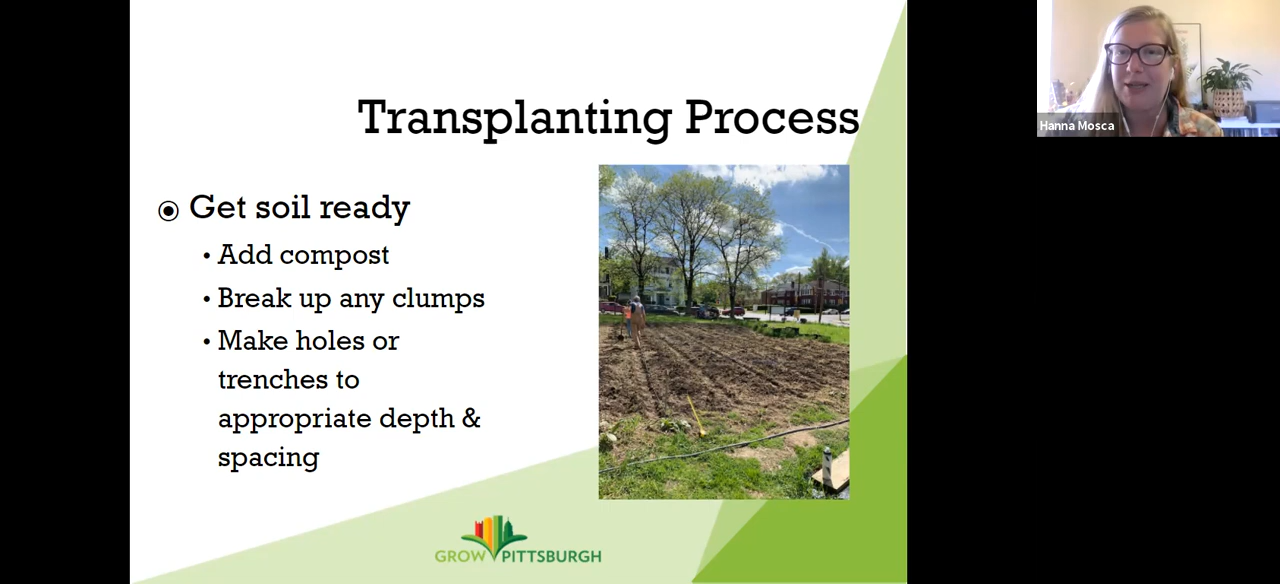 Transplanting Process
Get soil ready
• Add compost
• Break up any clumps
• Make holes or
trenches to
appropriate depth &
spacing
GROW PITTSBURGH
Hanna Mosca